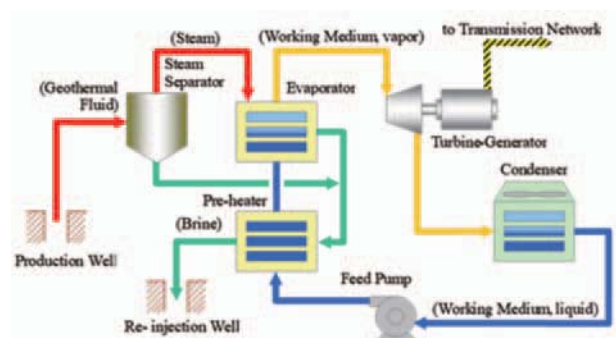 (Steam)
Steam
Separator
(Geothermal
Fluid)
(Working Medium, vapor)
to Transmission Network
Evaporator
Turbine-Generator
Condenser
Pre-heater
(Brine)
Production Well
Feed Pump
(Working Medium, liquid)
Re- injection Well